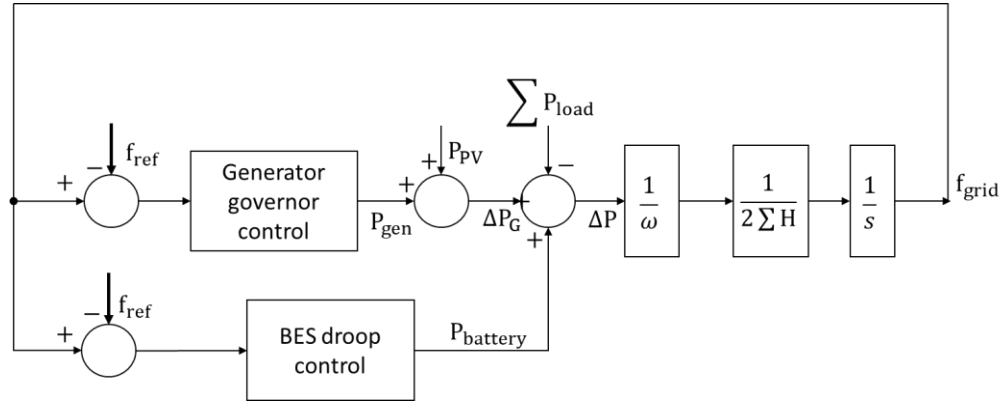 ∑ P_load
− f_ref
+
Generator
governor
control
P_gen
+
+ P_PV
ΔP_G
+
−
+
ΔP
1/ω
1/(2 ∑ H)
1/s
f_grid
− f_ref
+
BES droop
control
P_battery